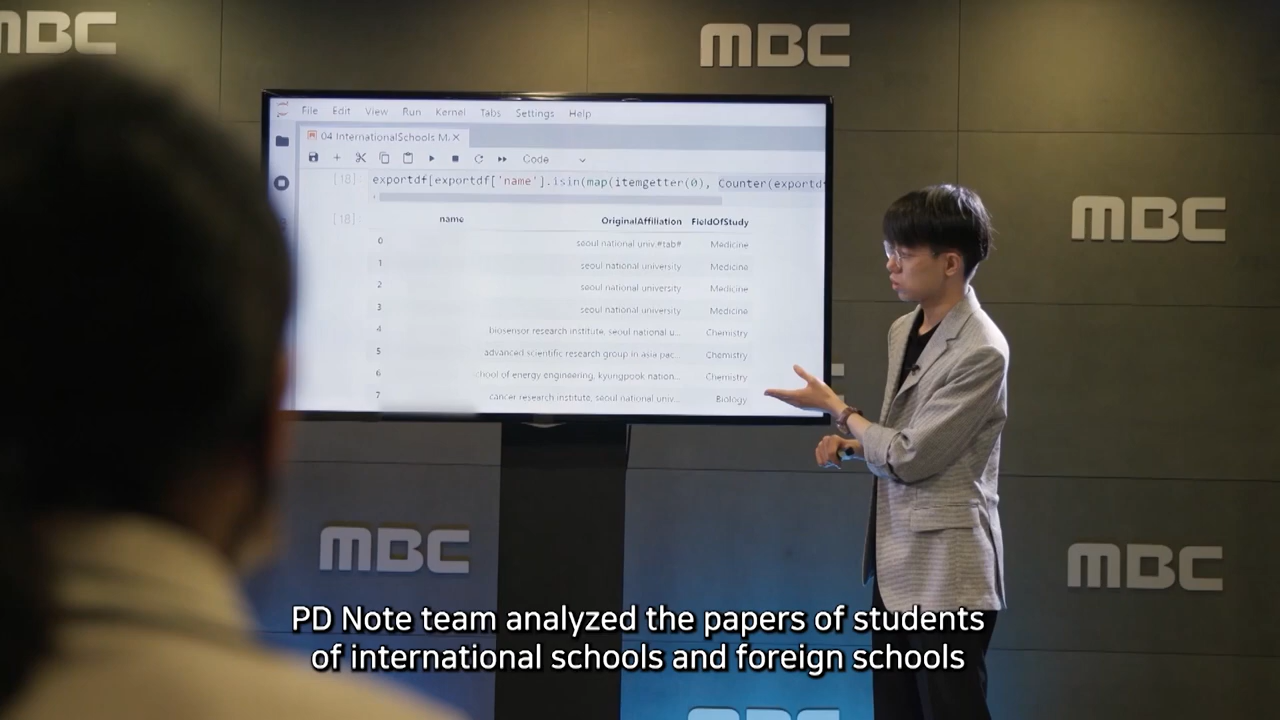 MBC
MBC
File Edit View Run Kernel Tabs Settings Help
04 InternationalSchools M.
Code
[18]: exportdf[exportdf['name'].isin(map(itemgetter(0), Counter(exportd
[18]:
name OriginalAffiliation FieldOfStudy
0 seoul national univ.#tab# Medicine
1 seoul national university Medicine
2 seoul national university Medicine
3 seoul national university Medicine
4 biosensor research institute, seoul national u... Chemistry
5 advanced scientific research group in asia pac... Chemistry
6 chool of energy engineering, kyungpook nation... Chemistry
7 cancer research institute, seoul national univ... Biology
MBC
MBC
MBC
PD Note team analyzed the papers of students
of international schools and foreign schools
MBC